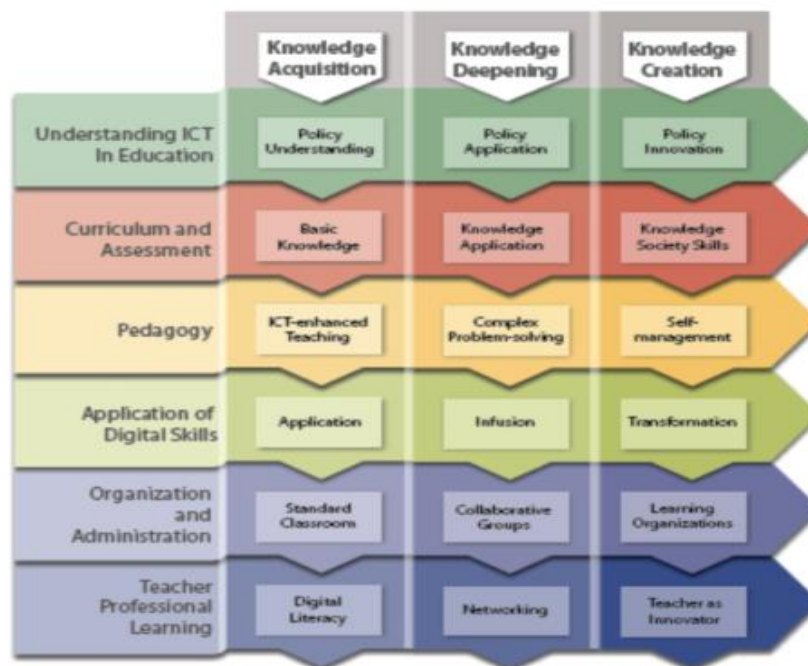 Knowledge
Acquisition
Knowledge
Deepening
Knowledge
Creation
Understanding ICT
In Education
Policy
Understanding
Policy
Application
Policy
Innovation
Curriculum and
Assessment
Basic
Knowledge
Knowledge
Application
Knowledge
Society Skills
Pedagogy
ICT-enhanced
Teaching
Complex
Problem-solving
Self-
management
Application of
Digital Skills
Application
Infusion
Transformation
Organization
and
Administration
Standard
Classroom
Collaborative
Groups
Learning
Organizations
Teacher
Professional
Learning
Digital
Literacy
Networking
Teacher as
Innovator